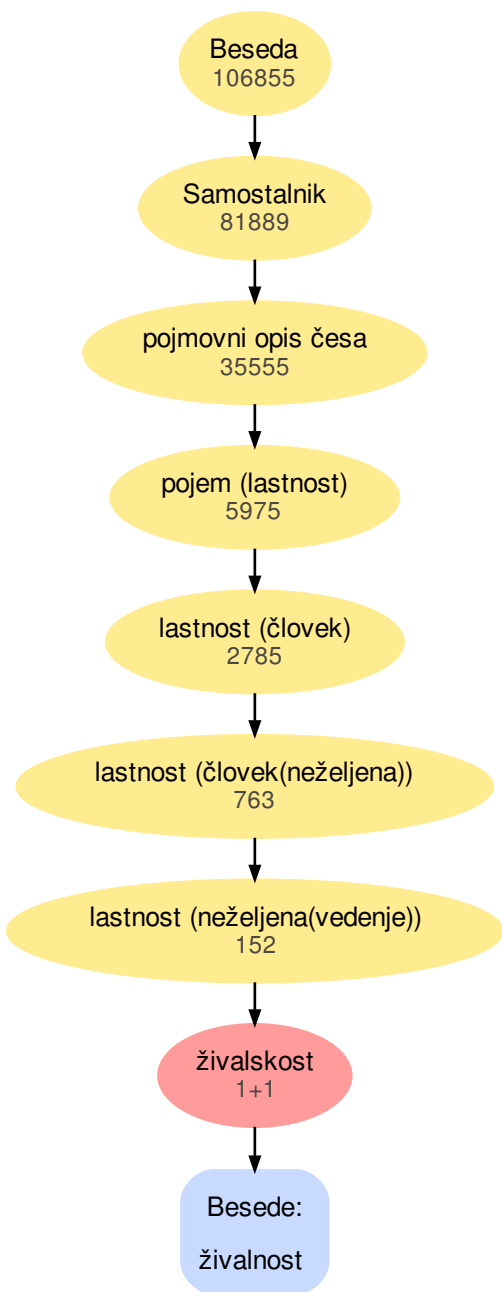 Beseda
106855
Samostalnik
81889
pojmovni opis česa
35555
pojem (lastnost)
5975
lastnost (človek)
2785
lastnost (človek(neželjena))
763
lastnost (neželjena(vedenje))
152
živalskost
1+1
Besede:
živalnost